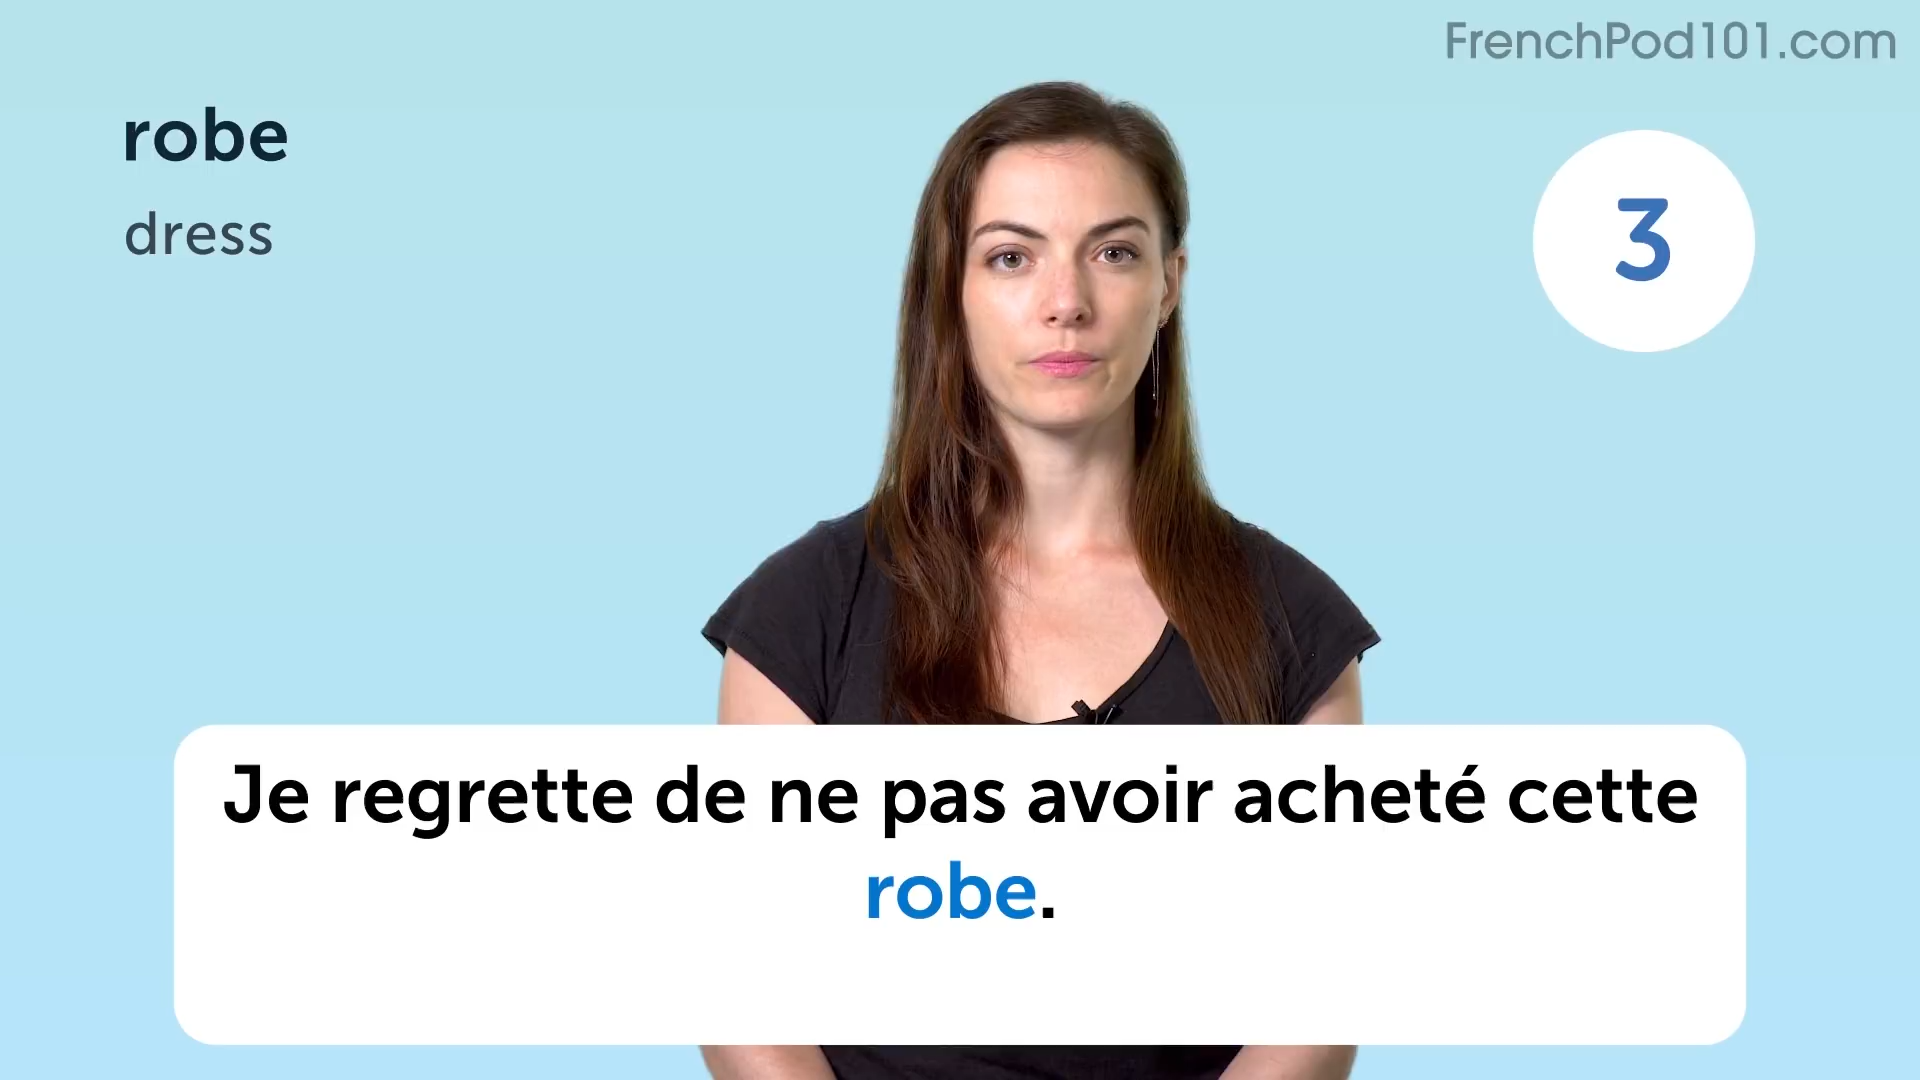 FrenchPod101.com
robe
dress
3
Je regrette de ne pas avoir acheté cette
robe.